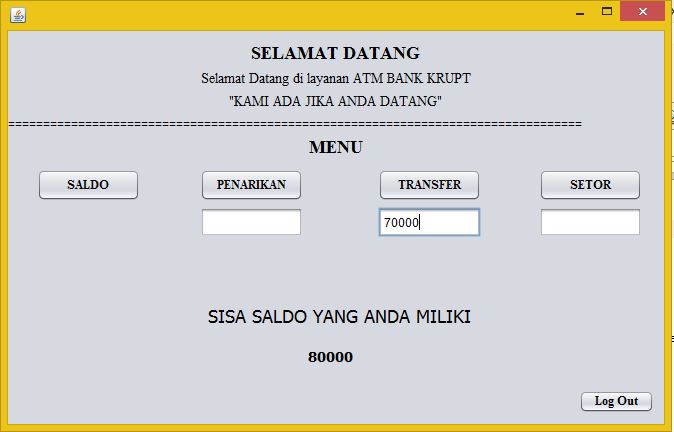 SELAMAT DATANG
Selamat Datang di layanan ATM BANK KRUPT
"KAMI ADA JIKA ANDA DATANG"
==================================================================================
MENU
SALDO PENARIKAN TRANSFER SETOR
70000
SISA SALDO YANG ANDA MILIKI
80000
Log Out